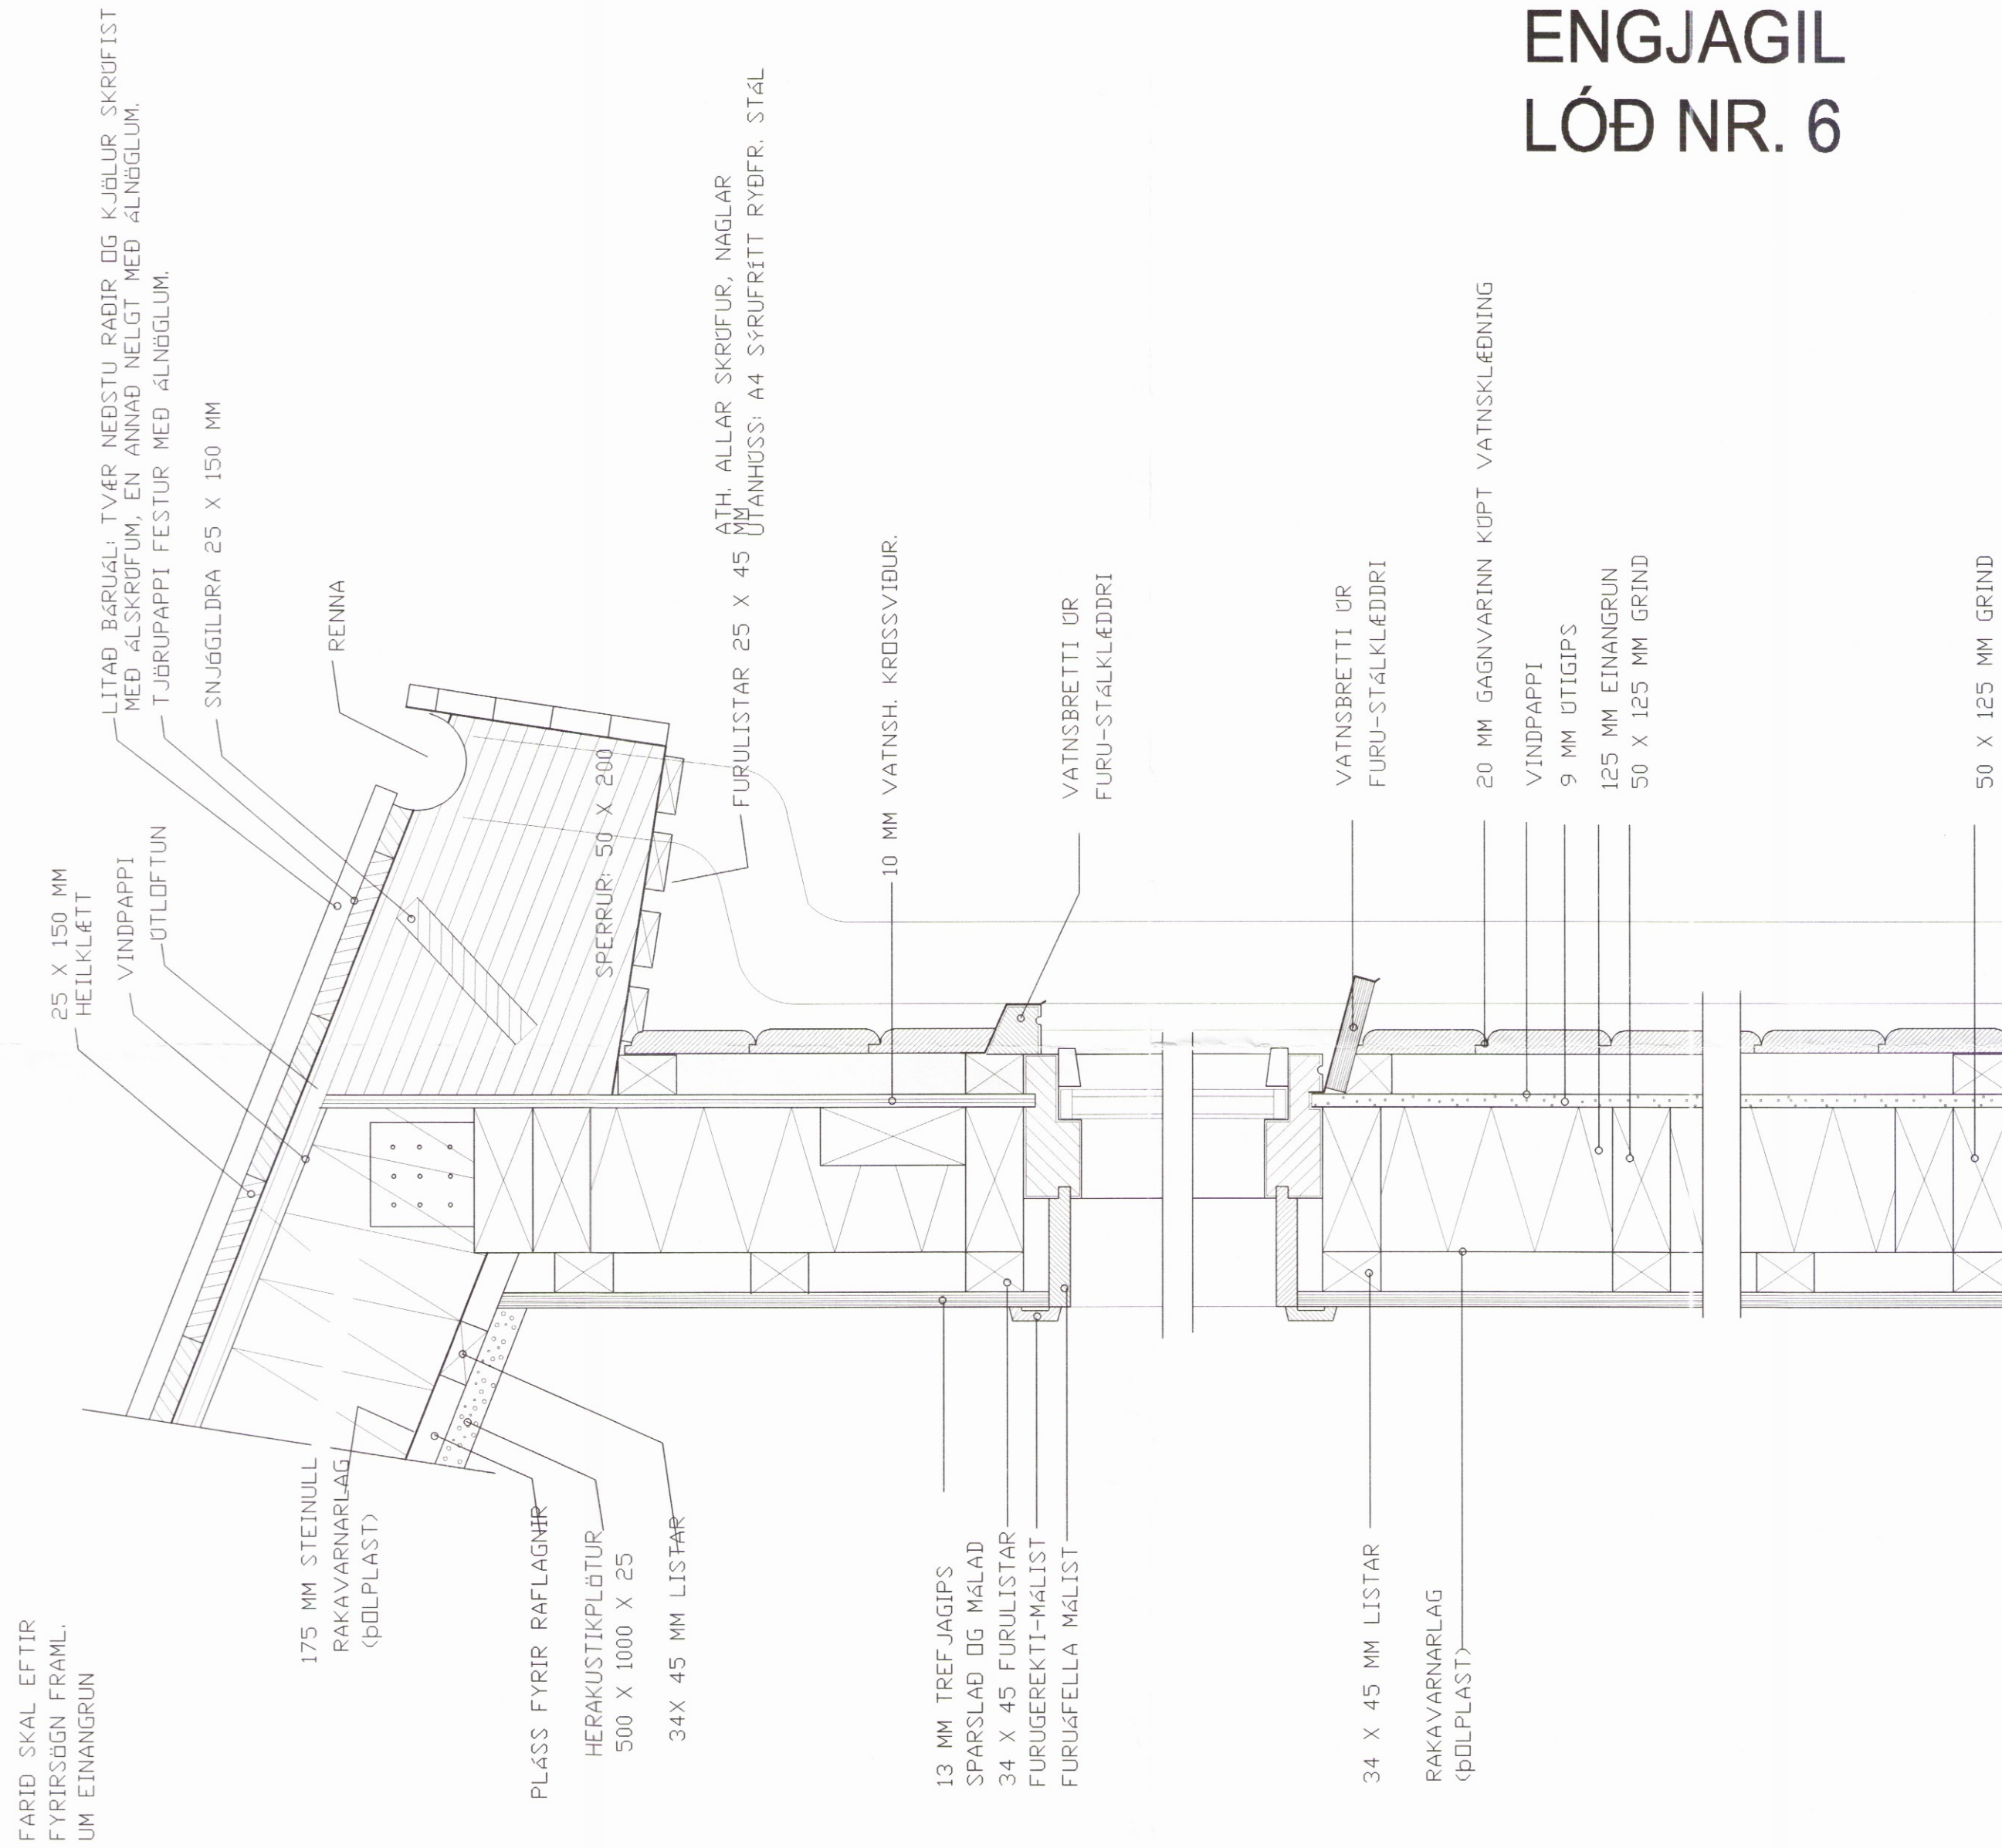 ENGJAGIL
LÓÐ NR. 6
LITAÐ BÁRUÁL: TVÆR NEÐSTU RAÐIR OG KJÖLUR SKRÚFIST
MEÐ ÁLSKRÚFUM, EN ANNAÐ NELGT MEÐ ÁLNÖGLUM.
TJÖRUPAPPI FESTUR MEÐ ÁLNÖGLUM.
SNJÓGILDRA 25 X 150 MM
RENNA
25 X 150 MM
HEILKLÆTT
VINDPAPPI
ÚTLOFTUN
SPERRUR: 50 X 200
ATH. ALLAR SKRÚFUR, NAGLAR
ÚTANHÚSS: A4 SÝRUFRÍTT RYÐFR. STÁL
FURULISTAR 25 X 45 MM
10 MM VATNSH. KROSSVIÐUR.
VATNSBRETTI ÚR
FURU-STÁLKLÆDDRI
VATNSBRETTI ÚR
FURU-STÁLKLÆDDRI
20 MM GAGNVARINN KÚPT VATNSKLÆÐNING
VINDPAPPI
9 MM ÚTIGIPS
125 MM EINANGRUN
50 X 125 MM GRIND
50 X 125 MM GRIND
FARIÐ SKAL EFTIR
FYRIRSÖGN FRAML.
UM EINANGRUN
175 MM STEINULL
RAKAVARNARLAG
(ÞOLPLAST)
PLÁSS FYRIR RAFLAGNIR
HERAKUSTIKPLÖTUR
500 X 1000 X 25
34X 45 MM LISTAR
13 MM TREFJAGIPS
SPARSLAÐ OG MÁLAD
34 X 45 FURULISTAR
FURUGEREKTI-MÁLIST
FURUÁFELLA MÁLIST
34 X 45 MM LISTAR
RAKAVARNARLAG
(ÞOLPLAST)